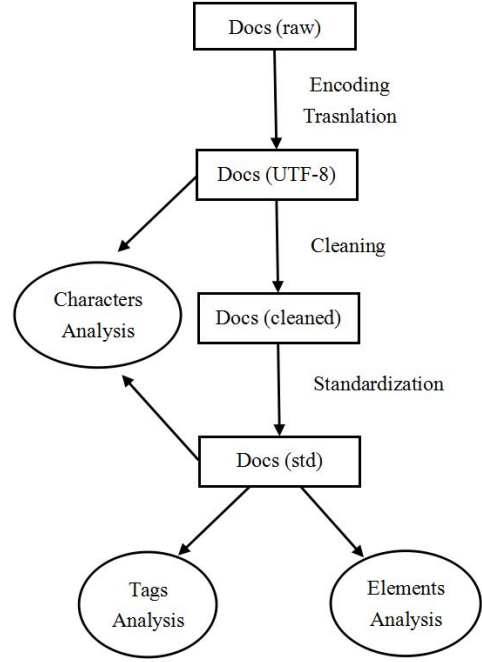 Docs (raw)
Encoding
Trasnlation
Docs (UTF-8)
Cleaning
Characters
Analysis
Docs (cleaned)
Standardization
Docs (std)
Tags
Analysis
Elements
Analysis